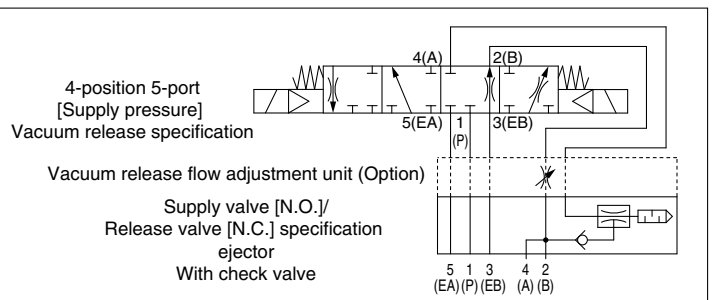 4(A) 2(B)
4-position 5-port
[Supply pressure]
Vacuum release specification
5(EA) 1 3(EB)
(P)
Vacuum release flow adjustment unit (Option)
Supply valve [N.O.]/
Release valve [N.C.] specification
ejector
With check valve
5 1 3 4 2
(EA) (P) (EB) (A) (B)